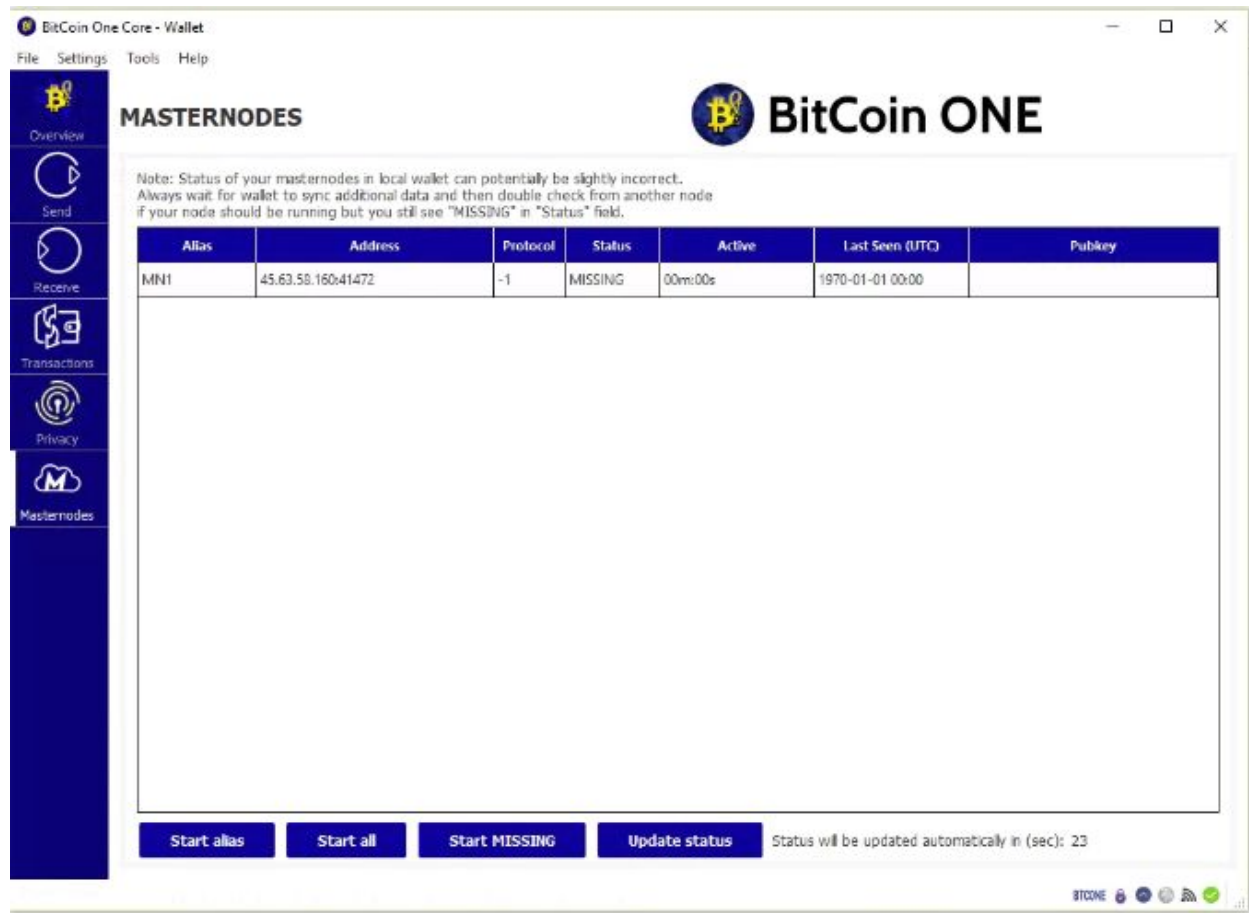 BitCoin One Core - Wallet
File Settings Tools Help
Overview
Send
Receive
Transactions
Privacy
Masternodes
MASTERNODES
BitCoin ONE
Note: Status of your masternodes in local wallet can potentially be slightly incorrect.
Always wait for wallet to sync additional data and then double check from another node
if your node should be running but you still see "MISSING" in "Status" field.
Alias Address Protocol Status Active Last Seen (UTC) Pubkey
MN1 45.63.58.160:41472 -1 MISSING 00m:00s 1970-01-01 00:00
Start alias Start all Start MISSING Update status Status will be updated automatically in (sec): 23
BTCONE